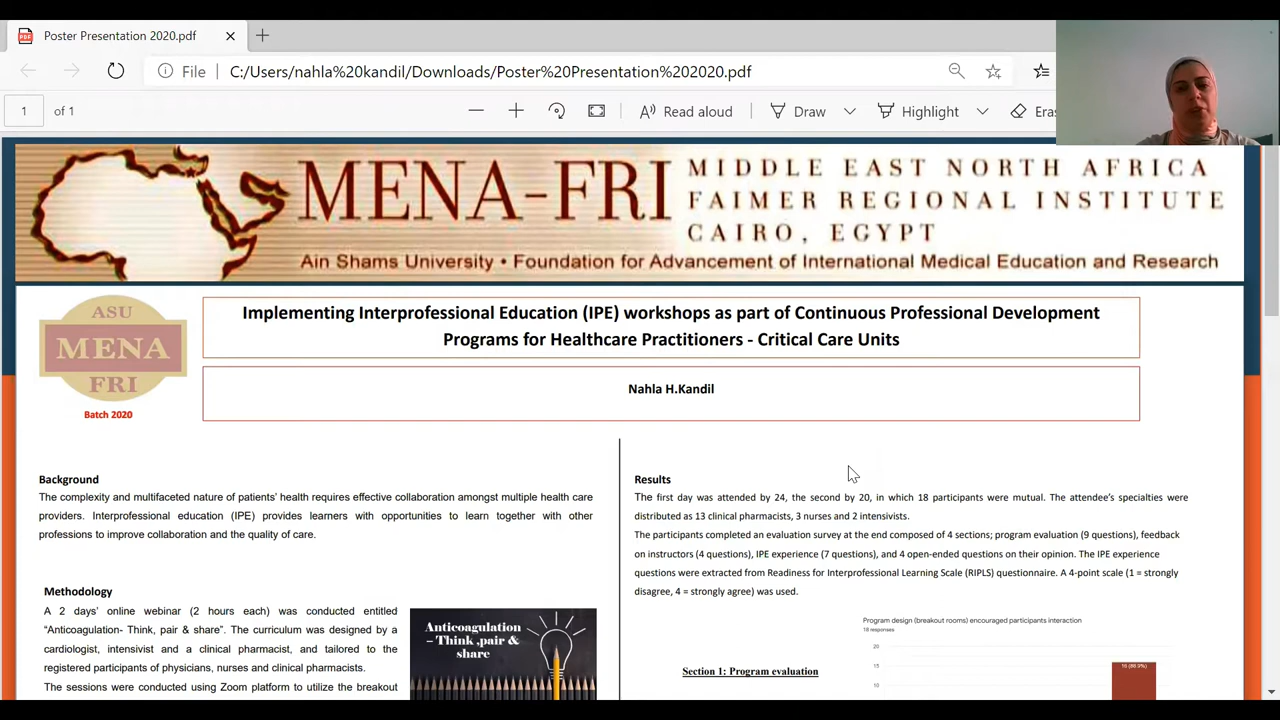 Poster Presentation 2020.pdf
File C:/Users/nahla%20kandil/Downloads/Poster%20Presentation%202020.pdf
1 of 1
Read aloud
Draw
Highlight
MENA-FRI
MIDDLE EAST NORTH AFRICA
FAIMER REGIONAL INSTITUTE
CAIRO, EGYPT
Ain Shams University • Foundation for Advancement of International Medical Education and Research
ASU
MENA
FRI
Batch 2020
Implementing Interprofessional Education (IPE) workshops as part of Continuous Professional Development
Programs for Healthcare Practitioners - Critical Care Units
Nahla H.Kandil
Background
The complexity and multifaceted nature of patients' health requires effective collaboration amongst multiple health care
providers. Interprofessional education (IPE) provides learners with opportunities to learn together with other
professions to improve collaboration and the quality of care.
Methodology
A 2 days' online webinar (2 hours each) was conducted entitled
“Anticoagulation- Think, pair & share”. The curriculum was designed by a
cardiologist, intensivist and a clinical pharmacist, and tailored to the
registered participants of physicians, nurses and clinical pharmacists.
The sessions were conducted using Zoom platform to utilize the breakout
Anticoagulation
– Think ,pair &
share
Results
The first day was attended by 24, the second by 20, in which 18 participants were mutual. The attendee's specialties were
distributed as 13 clinical pharmacists, 3 nurses and 2 intensivists.
The participants completed an evaluation survey at the end composed of 4 sections; program evaluation (9 questions), feedback
on instructors (4 questions), IPE experience (7 questions), and 4 open-ended questions on their opinion. The IPE experience
questions were extracted from Readiness for Interprofessional Learning Scale (RIPLS) questionnaire. A 4-point scale (1 = strongly
disagree, 4 = strongly agree) was used.
Section 1: Program evaluation
Program design (breakout rooms) encouraged participants interaction
18 responses
20
15
10